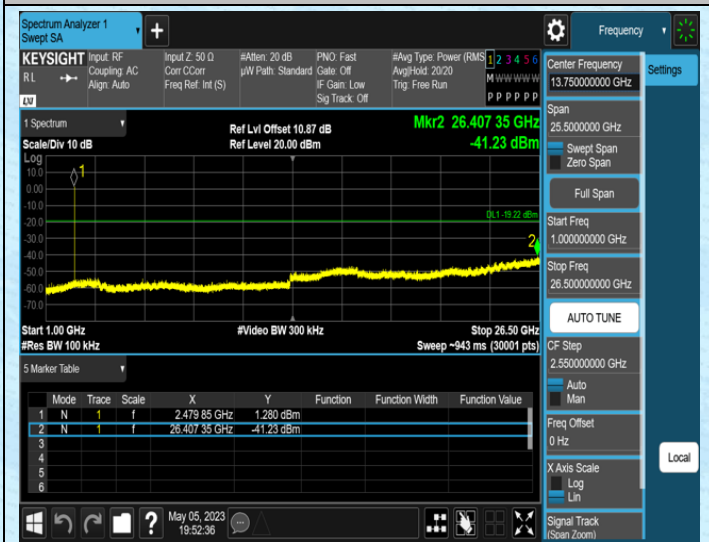 Spectrum Analyzer 1
Swept SA
+
Frequency
KEYSIGHT
RL
LXI
Input: RF
Coupling: AC
Align: Auto
Input Z: 50 Ω
Corr CCorr
Freq Ref: Int (S)
#Atten: 20 dB
µW Path: Standard
PNO: Fast
Gate: Off
IF Gain: Low
Sig Track: Off
#Avg Type: Power (RMS
Avg|Hold: 20/20
Trig: Free Run
1 2 3 4 5 6
M W W W W W
P P P P P P
Center Frequency
13.750000000 GHz
Settings
Span
25.5000000 GHz
Swept Span
Zero Span
Full Span
Start Freq
1.000000000 GHz
Stop Freq
26.500000000 GHz
AUTO TUNE
CF Step
2.550000000 GHz
Auto
Man
Freq Offset
0 Hz
X Axis Scale
Log
Lin
Signal Track
(Span Zoom)
Local
1 Spectrum
Scale/Div 10 dB
Ref Lvl Offset 10.87 dB
Ref Level 20.00 dBm
Mkr2 26.407 35 GHz
-41.23 dBm
Log
10.0
0.00
-10.0
-20.0
-30.0
-40.0
-50.0
-60.0
-70.0
1
DL1 -19.22 dBm
2
Start 1.00 GHz
#Res BW 100 kHz
#Video BW 300 kHz
Stop 26.50 GHz
Sweep ~943 ms (30001 pts)
5 Marker Table
Mode Trace Scale X Y Function Function Width Function Value
1 N 1 f 2.479 85 GHz 1.280 dBm
2 N 1 f 26.407 35 GHz -41.23 dBm
3
4
5
6
?
May 05, 2023
19:52:36